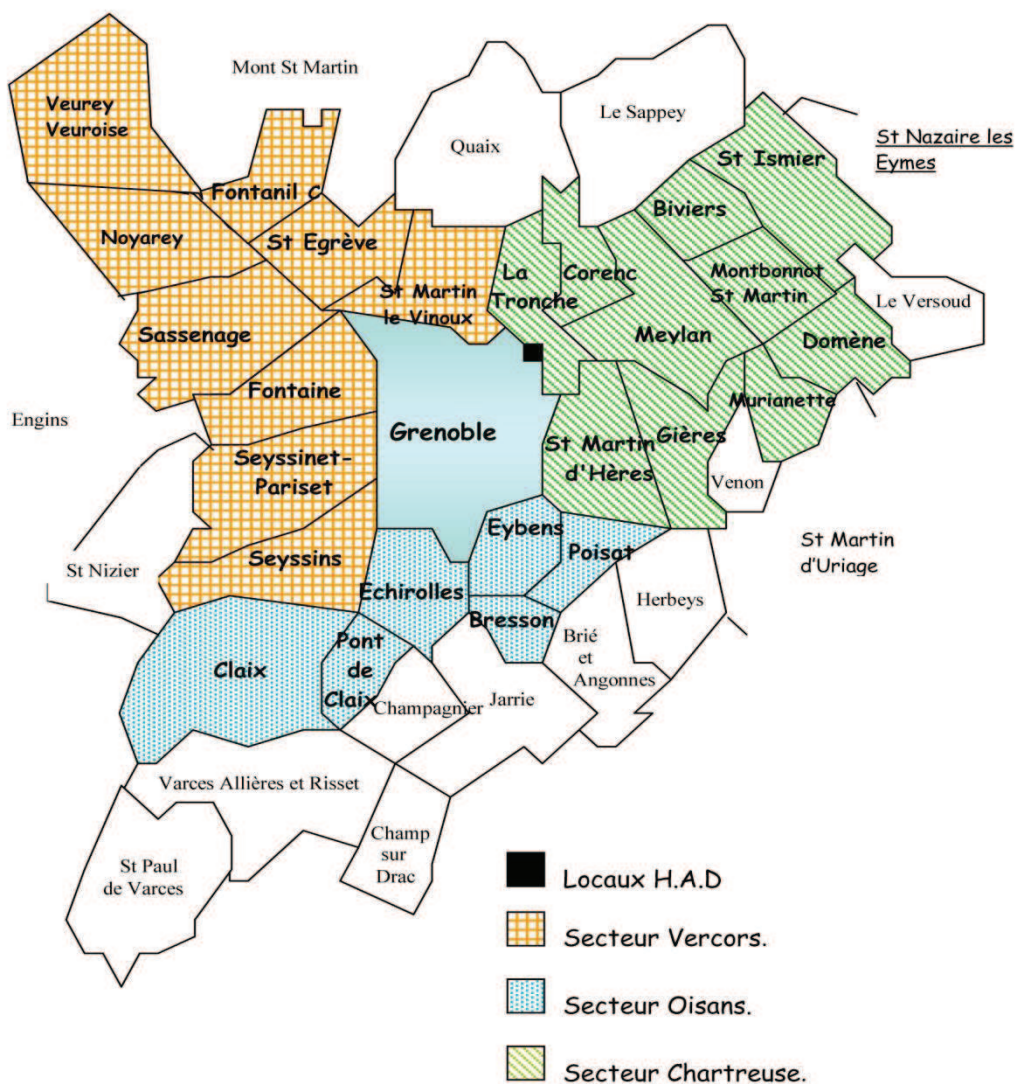 Mont St Martin
Veurey
Veuroise
Le Sappey
Quaix
St Nazaire les
Eymes
St Ismier
Fontanil C
Biviers
Noyarey
St Egrève
La
Tronche
Corenc
Montbonnot
St Martin
St Martin
le Vinoux
Le Versoud
Sassenage
Meylan
Domène
Fontaine
Murianette
Engins
Grenoble
Seyssinet-
Pariset
St Martin
d'Hères
Gières
Venon
Eybens
Poisat
St Martin
d'Uriage
Seyssins
St Nizier
Echirolles
Herbeys
Bresson
Brié
et
Angonnes
Claix
Pont
de
Claix
Champagnier
Jarrie
Varces Allières et Risset
Champ
sur
Drac
St Paul
de Varces
Locaux H.A.D
Secteur Vercors.
Secteur Oisans.
Secteur Chartreuse.